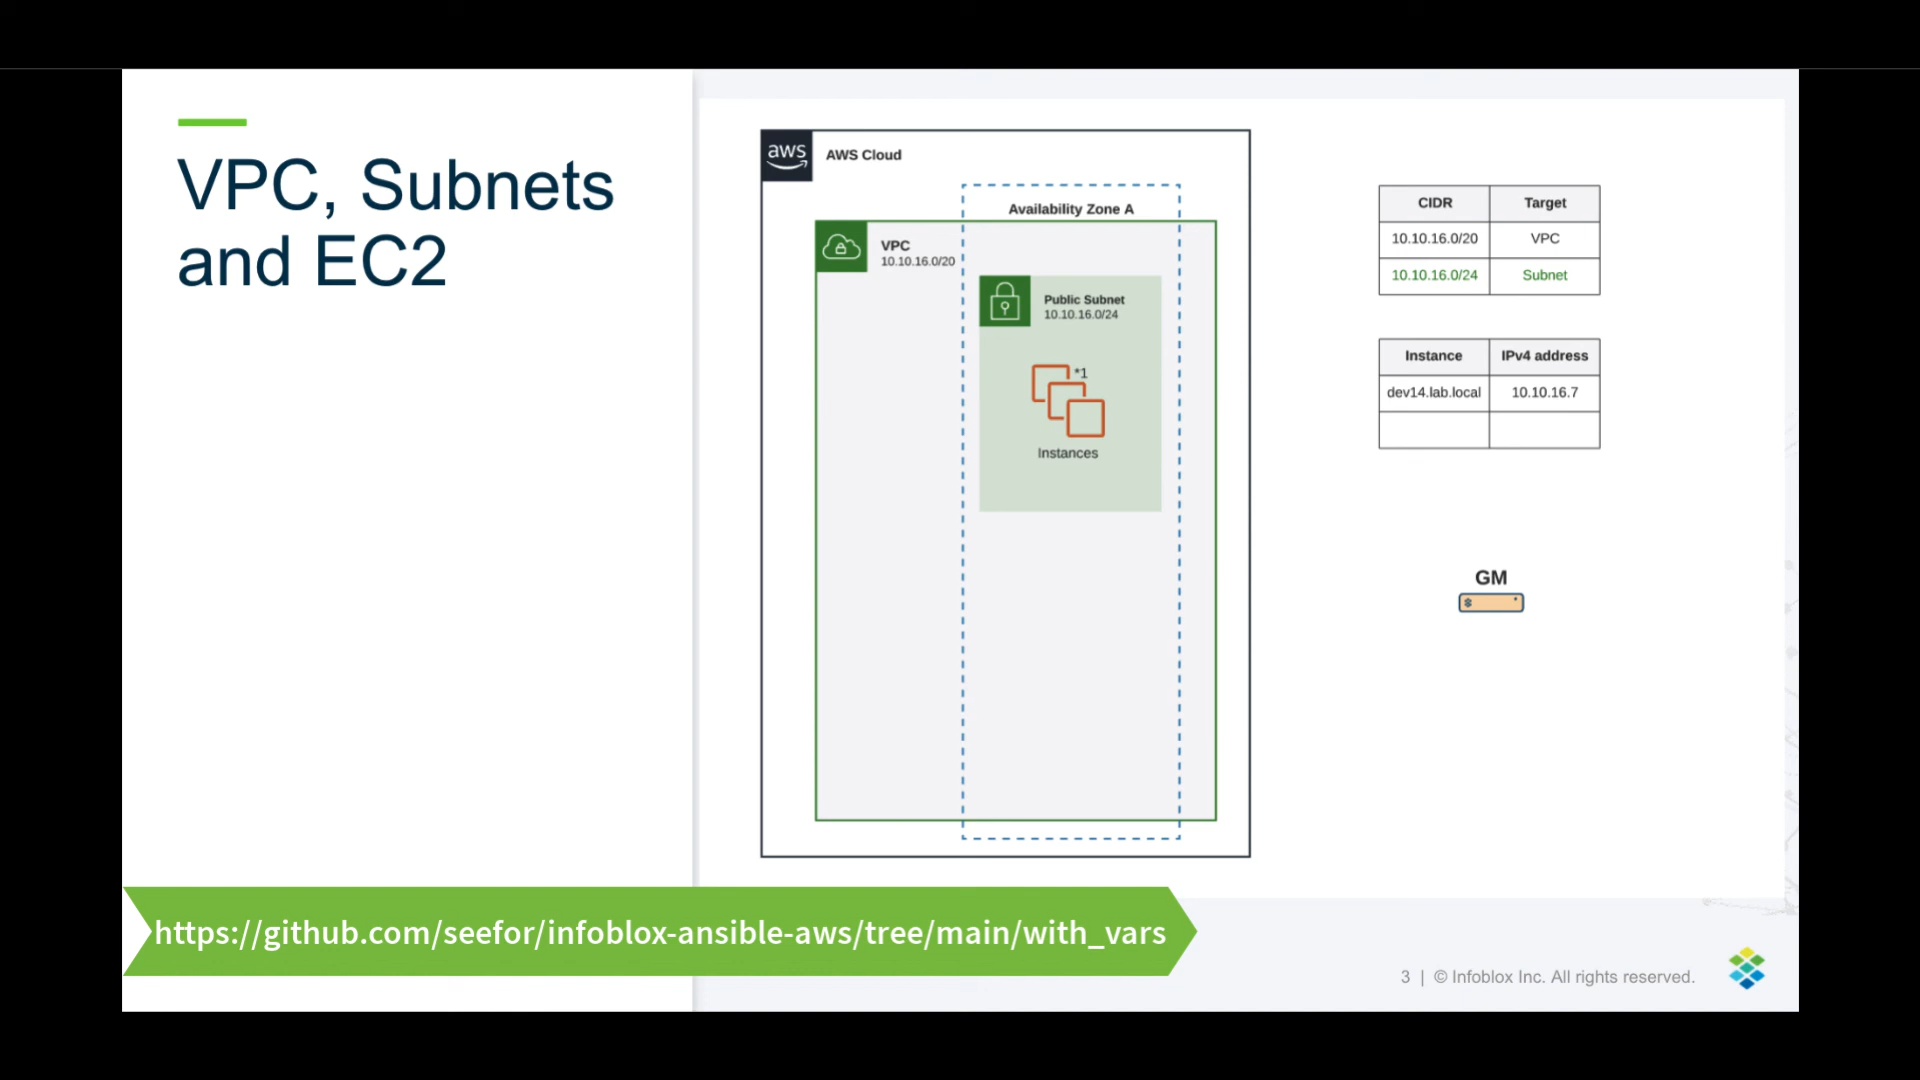 VPC, Subnets
and EC2
aws
AWS Cloud
Availability Zone A
VPC
10.10.16.0/20
Public Subnet
10.10.16.0/24
*1
Instances
CIDR Target
10.10.16.0/20 VPC
10.10.16.0/24 Subnet
Instance IPv4 address
dev14.lab.local 10.10.16.7
GM
https://github.com/seefor/infoblox-ansible-aws/tree/main/with_vars
3 | © Infoblox Inc. All rights reserved.